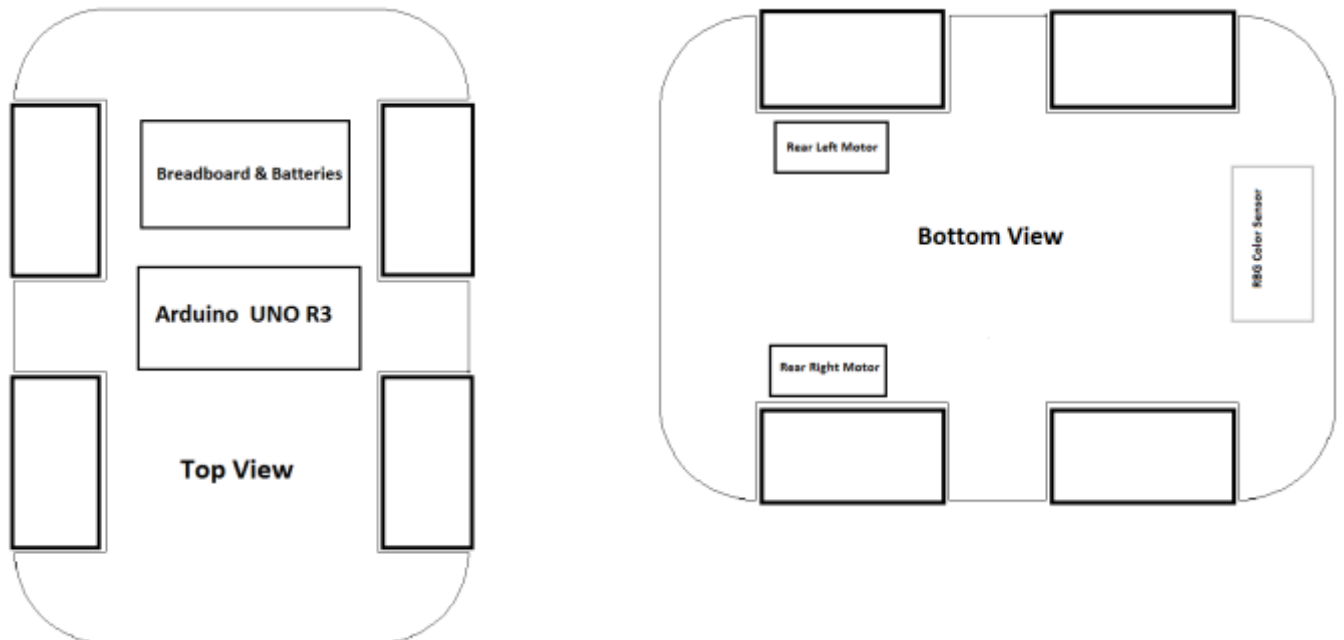 Breadboard & Batteries
Arduino UNO R3
Top View
Rear Left Motor
Bottom View
RBG Color Sensor
Rear Right Motor